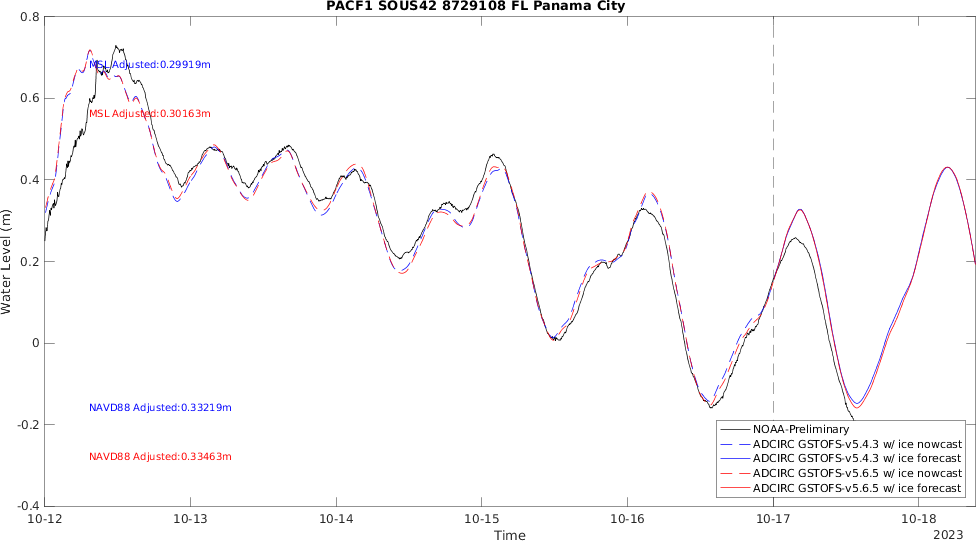 PACF1 SOUS42 8729108 FL Panama City
0.8
0.6
0.4
0.2
0
-0.2
-0.4
Water Level (m)
MSL Adjusted:0.29919m
MSL Adjusted:0.30163m
NAVD88 Adjusted:0.33219m
NAVD88 Adjusted:0.33463m
NOAA-Preliminary
ADCIRC GSTOFS-v5.4.3 w/ ice nowcast
ADCIRC GSTOFS-v5.4.3 w/ ice forecast
ADCIRC GSTOFS-v5.6.5 w/ ice nowcast
ADCIRC GSTOFS-v5.6.5 w/ ice forecast
10-12 10-13 10-14 10-15 10-16 10-17 10-18
Time
2023